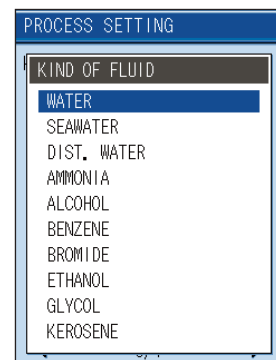 PROCESS SETTING
KIND OF FLUID
WATER
SEAWATER
DIST. WATER
AMMONIA
ALCOHOL
BENZENE
BROMIDE
ETHANOL
GLYCOL
KEROSENE